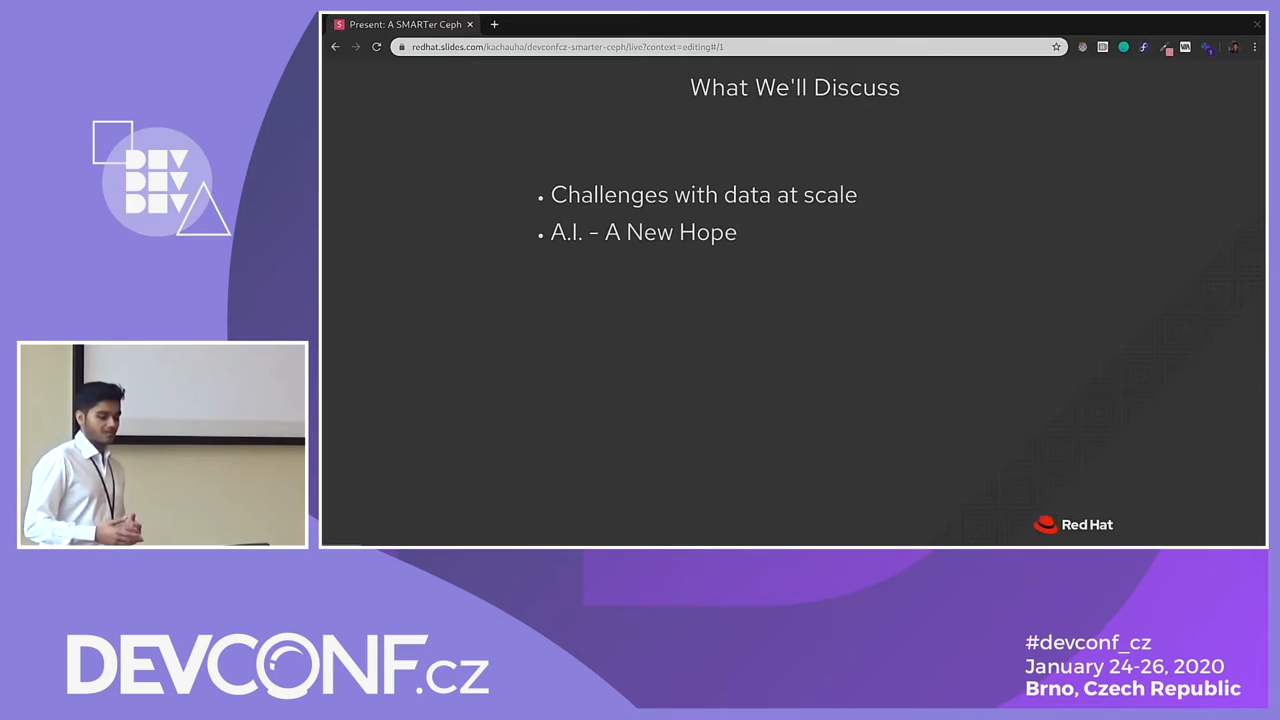 Present: A SMARTer Ceph
redhat.slides.com/kachauha/devconfcz-smarter-ceph/live?context=editing#/1
What We'll Discuss
• Challenges with data at scale
• A.I. - A New Hope
Red Hat
DEV
DEV
DEV
DEVCONF.cz
#devconf_cz
January 24-26, 2020
Brno, Czech Republic